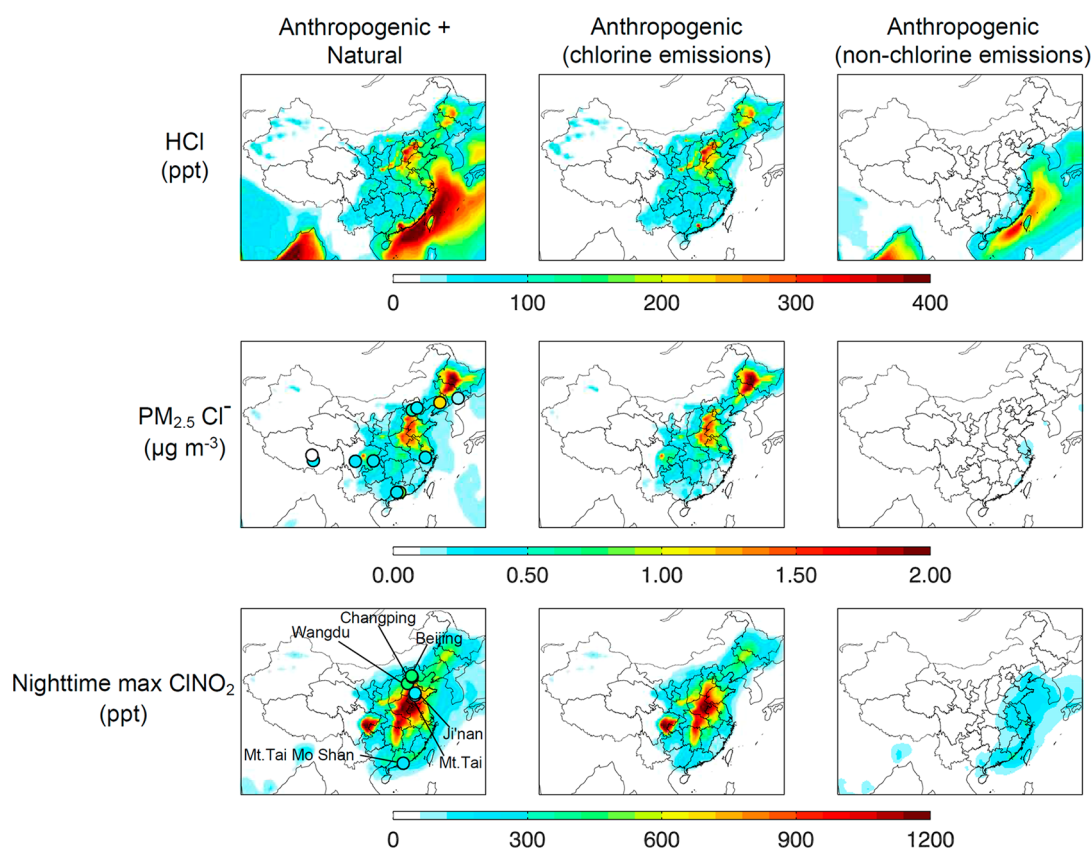 Anthropogenic +
Natural
Anthropogenic
(chlorine emissions)
Anthropogenic
(non-chlorine emissions)
HCl
(ppt)
0 100 200 300 400
PM₂.₅ Cl⁻
(µg m⁻³)
0.00 0.50 1.00 1.50 2.00
Nighttime max ClNO₂
(ppt)
Changping
Wangdu
Beijing
Ji'nan
Mt.Tai Mo Shan
Mt.Tai
0 300 600 900 1200